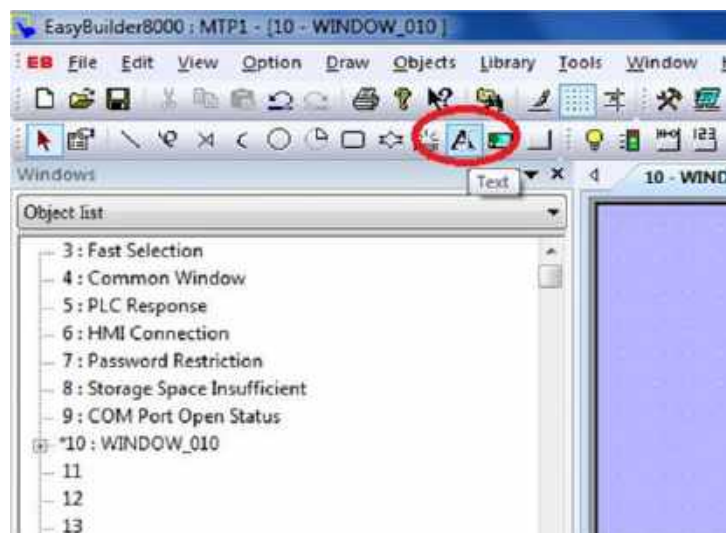 EasyBuilder8000 : MTP1 - [10 - WINDOW_010 ]
EB File Edit View Option Draw Objects Library Tools Window
A
Text
Windows
10 - WIND
Object list
3 : Fast Selection
4 : Common Window
5 : PLC Response
6 : HMI Connection
7 : Password Restriction
8 : Storage Space Insufficient
9 : COM Port Open Status
*10 : WINDOW_010
11
12
13